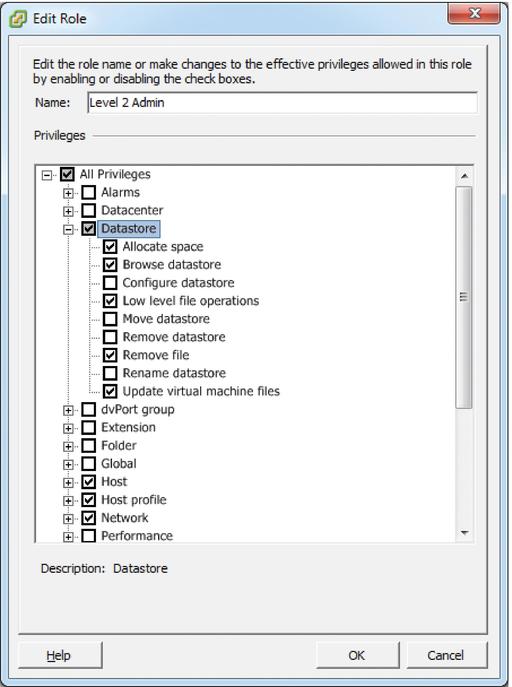 Edit Role
Edit the role name or make changes to the effective privileges allowed in this role
by enabling or disabling the check boxes.
Name: Level 2 Admin
Privileges
All Privileges
Alarms
Datacenter
Datastore
Allocate space
Browse datastore
Configure datastore
Low level file operations
Move datastore
Remove datastore
Remove file
Rename datastore
Update virtual machine files
dvPort group
Extension
Folder
Global
Host
Host profile
Network
Performance
Description: Datastore
Help OK Cancel